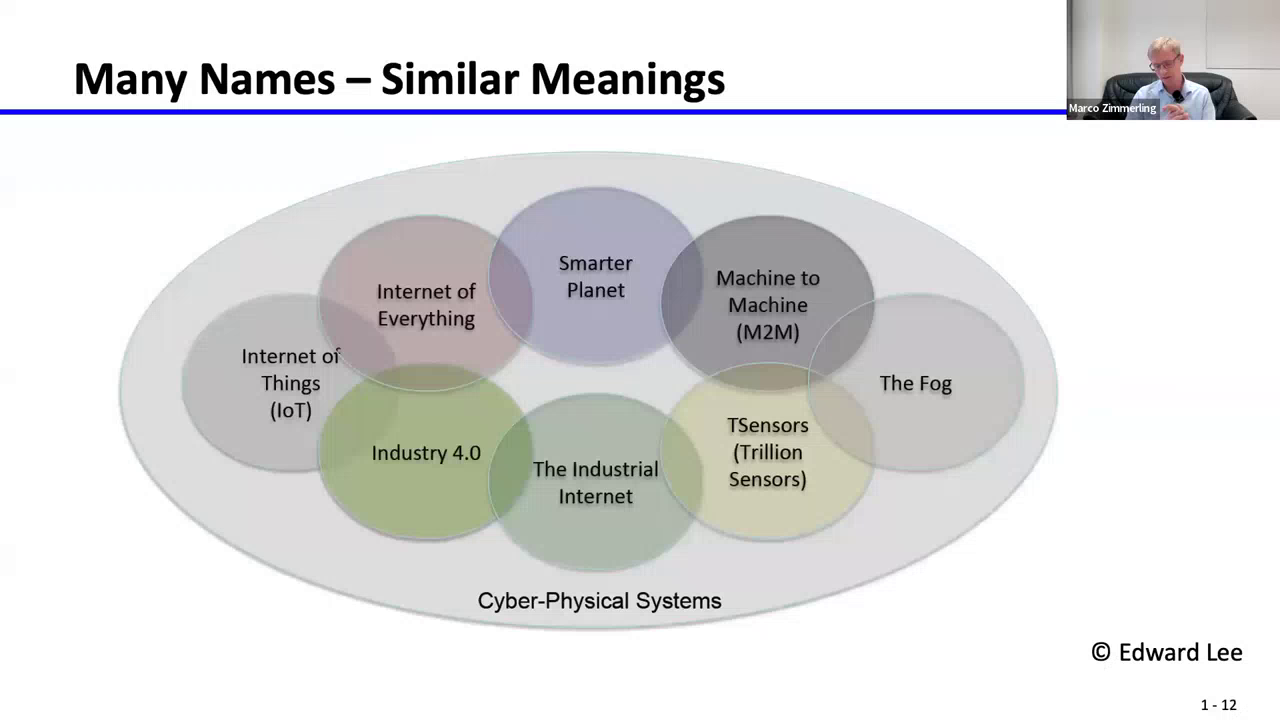 Many Names – Similar Meanings
Marco Zimmerling
Smarter
Planet
Internet of
Everything
Machine to
Machine
(M2M)
Internet of
Things
(IoT)
The Fog
Industry 4.0
The Industrial
Internet
TSensors
(Trillion
Sensors)
Cyber-Physical Systems
© Edward Lee
1 - 12